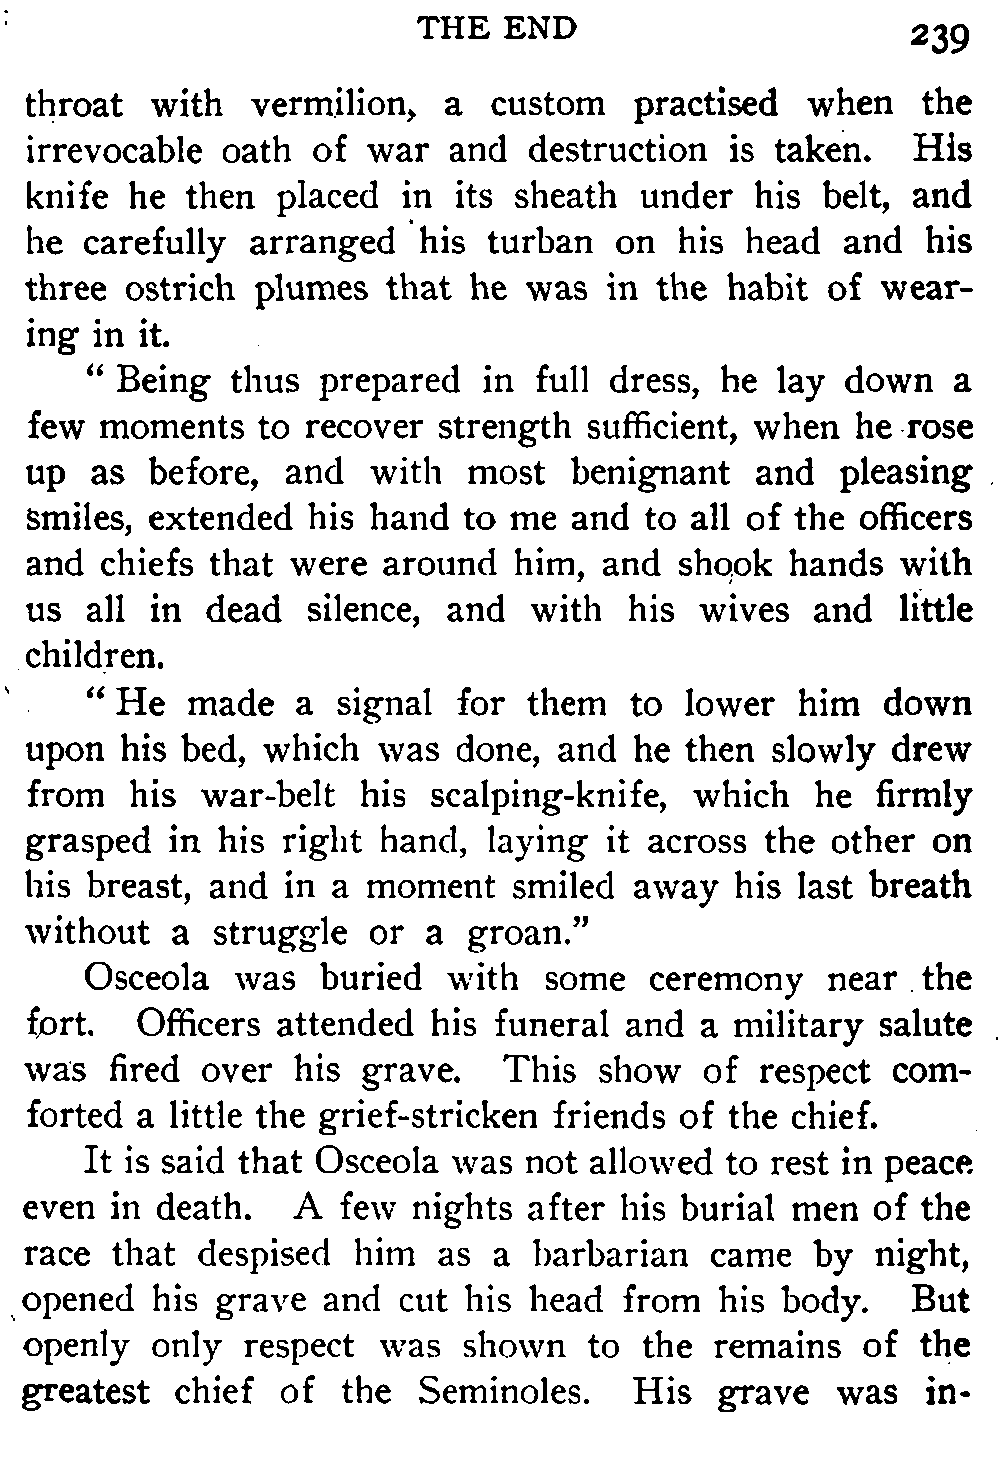 THE END 239
throat with vermilion, a custom practised when the
irrevocable oath of war and destruction is taken. His
knife he then placed in its sheath under his belt, and
he carefully arranged his turban on his head and his
three ostrich plumes that he was in the habit of wear-
ing in it.
“ Being thus prepared in full dress, he lay down a
few moments to recover strength sufficient, when he rose
up as before, and with most benignant and pleasing
smiles, extended his hand to me and to all of the officers
and chiefs that were around him, and shook hands with
us all in dead silence, and with his wives and little
children.
“ He made a signal for them to lower him down
upon his bed, which was done, and he then slowly drew
from his war-belt his scalping-knife, which he firmly
grasped in his right hand, laying it across the other on
his breast, and in a moment smiled away his last breath
without a struggle or a groan.”
Osceola was buried with some ceremony near the
fort. Officers attended his funeral and a military salute
was fired over his grave. This show of respect com-
forted a little the grief-stricken friends of the chief.
It is said that Osceola was not allowed to rest in peace
even in death. A few nights after his burial men of the
race that despised him as a barbarian came by night,
opened his grave and cut his head from his body. But
openly only respect was shown to the remains of the
greatest chief of the Seminoles. His grave was in-